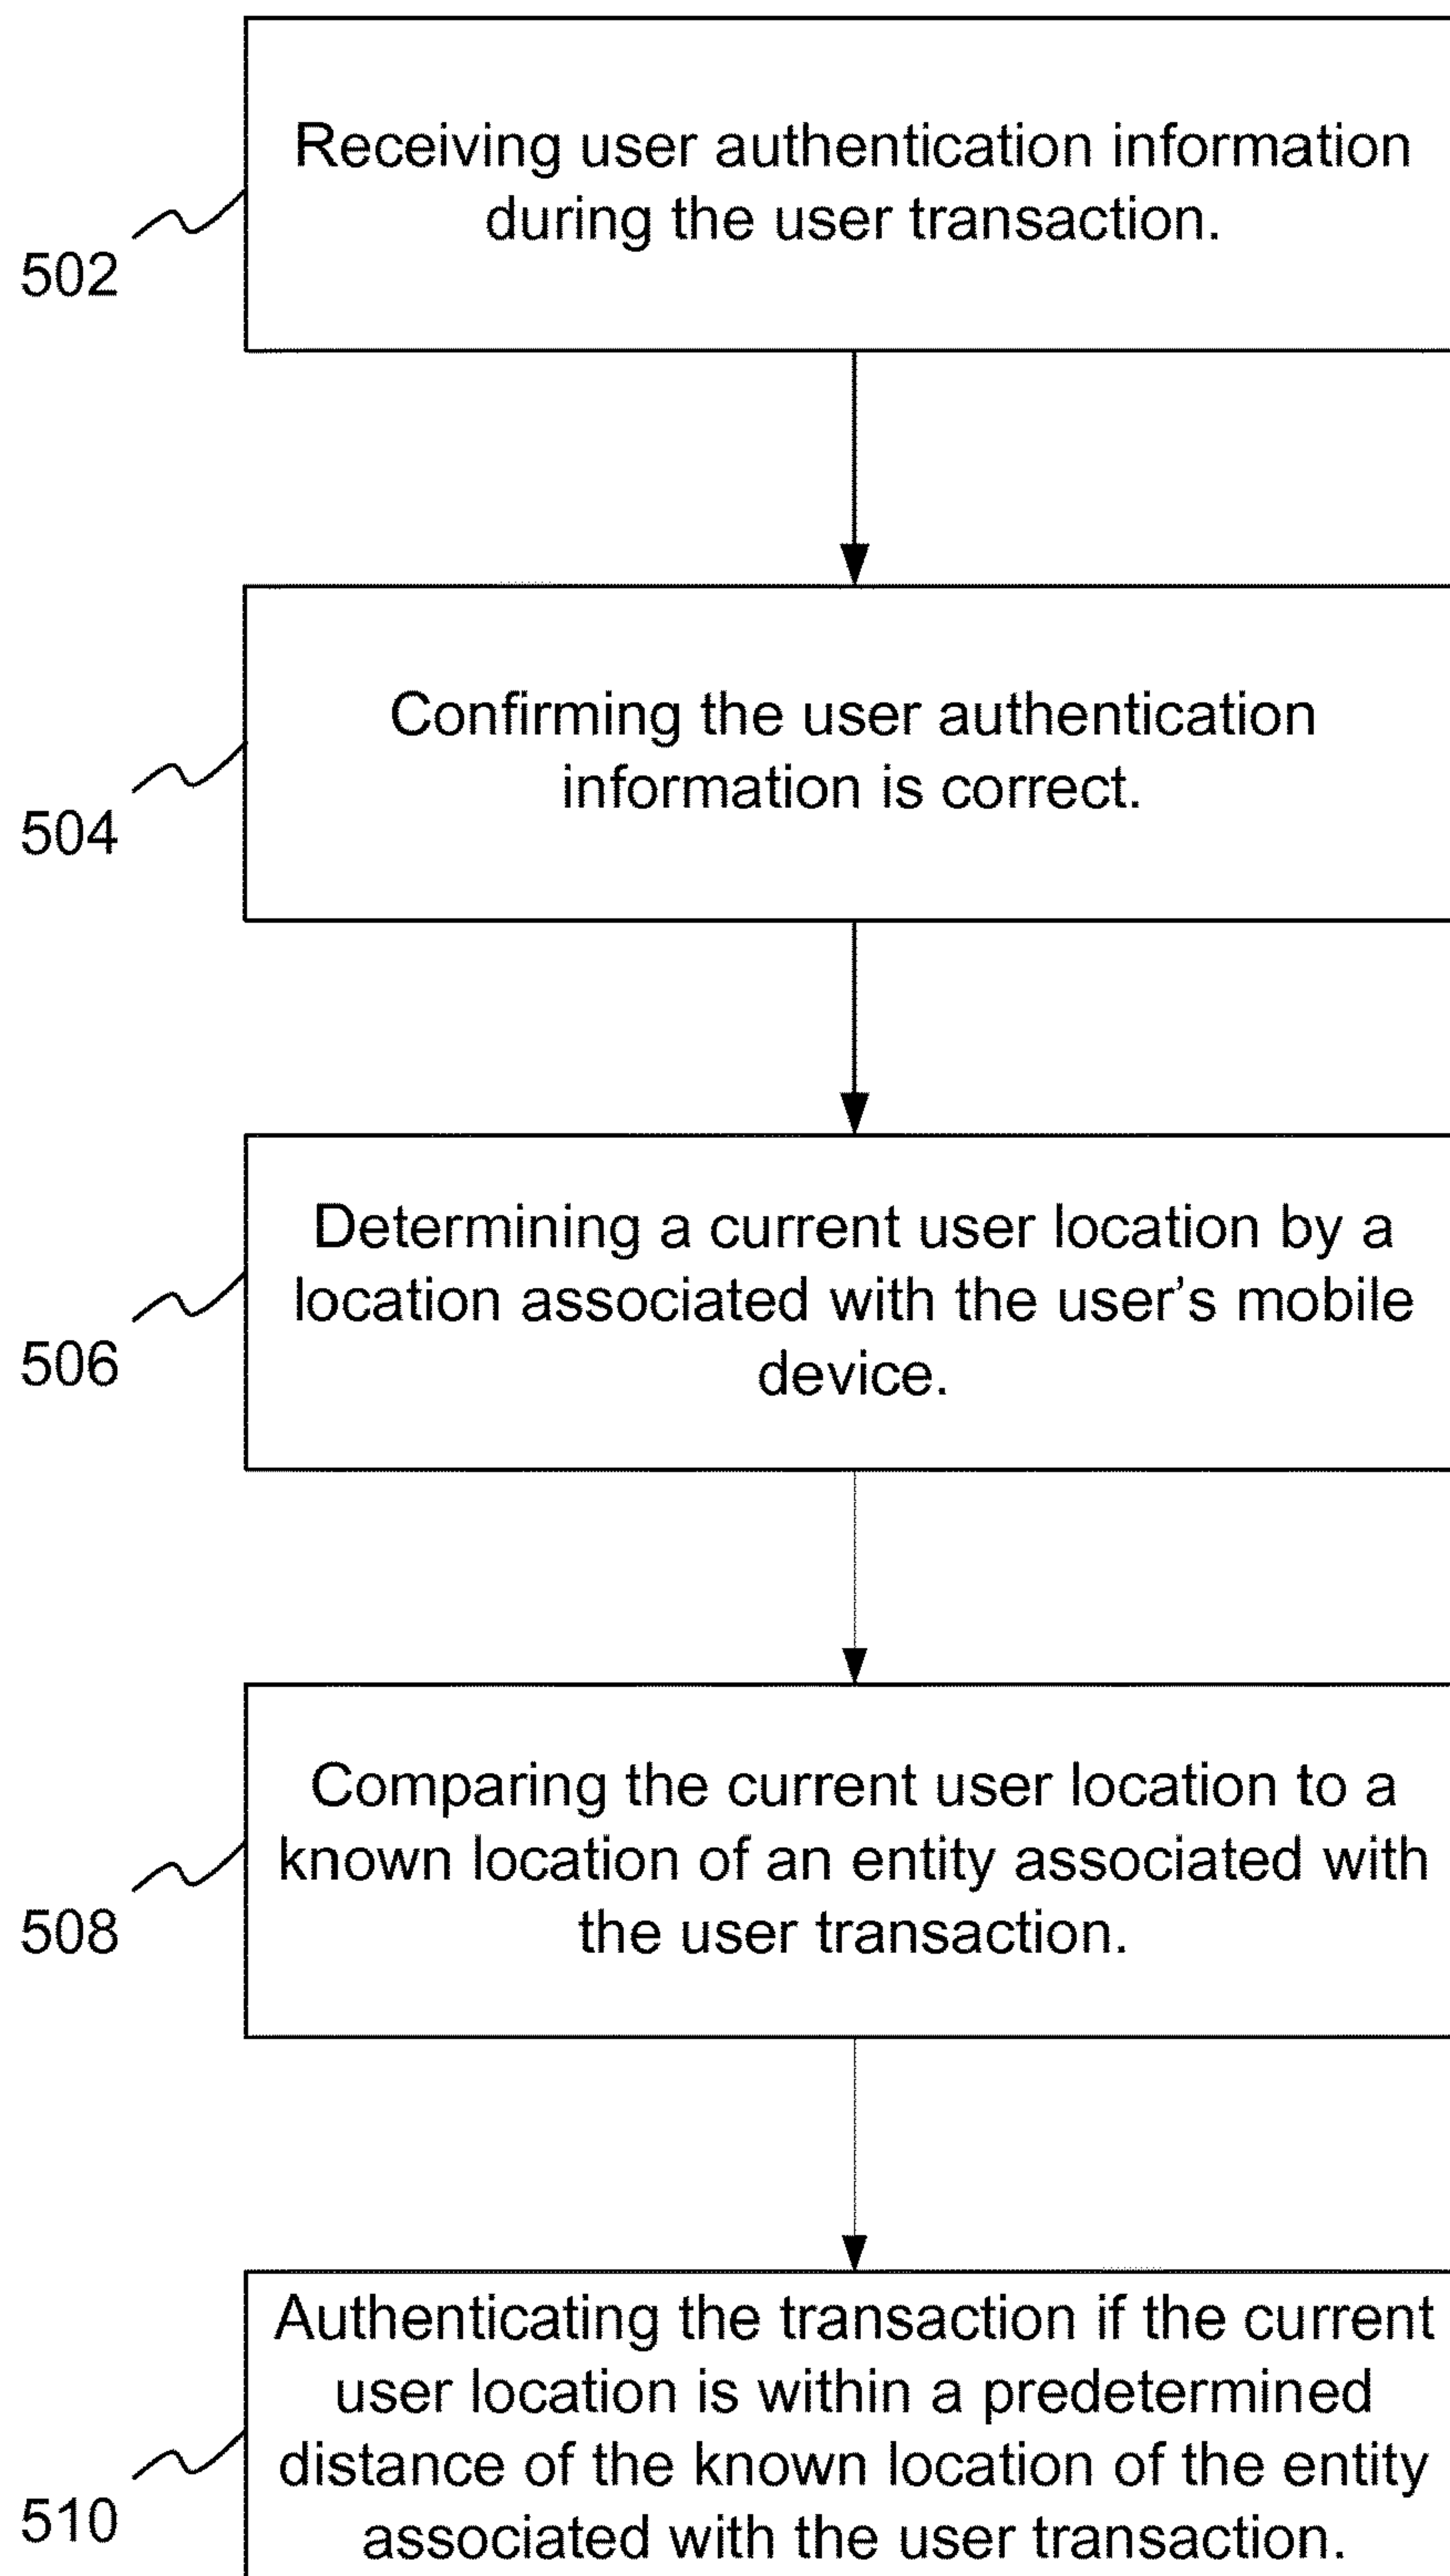 Receiving user authentication information
during the user transaction.
502
Confirming the user authentication
information is correct.
504
Determining a current user location by a
location associated with the user’s mobile
device.
506
Comparing the current user location to a
known location of an entity associated with
the user transaction.
508
Authenticating the transaction if the current
user location is within a predetermined
distance of the known location of the entity
associated with the user transaction.
510